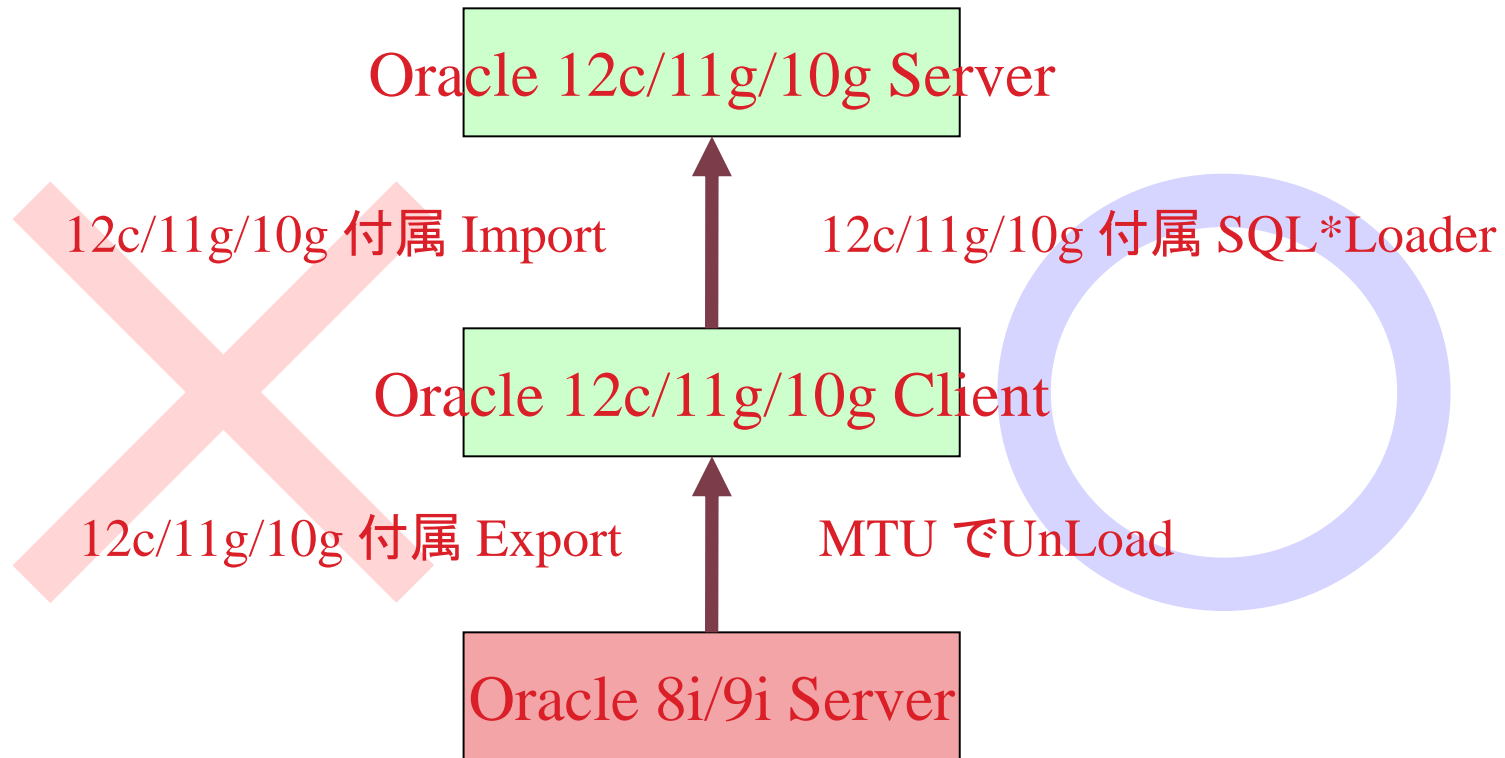 Oracle 12c/11g/10g Server
12c/11g/10g 付属 Import
12c/11g/10g 付属 SQL*Loader
Oracle 12c/11g/10g Client
12c/11g/10g 付属 Export
MTU でUnLoad
Oracle 8i/9i Server